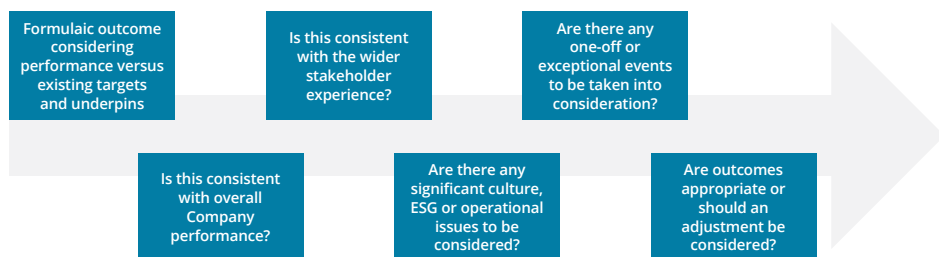 Formulaic outcome
considering
performance versus
existing targets
and underpins
Is this consistent
with overall
Company
performance?
Is this consistent
with the wider
stakeholder
experience?
Are there any
significant culture,
ESG or operational
issues to be
considered?
Are there any
one-off or
exceptional events
to be taken into
consideration?
Are outcomes
appropriate or
should an
adjustment be
considered?